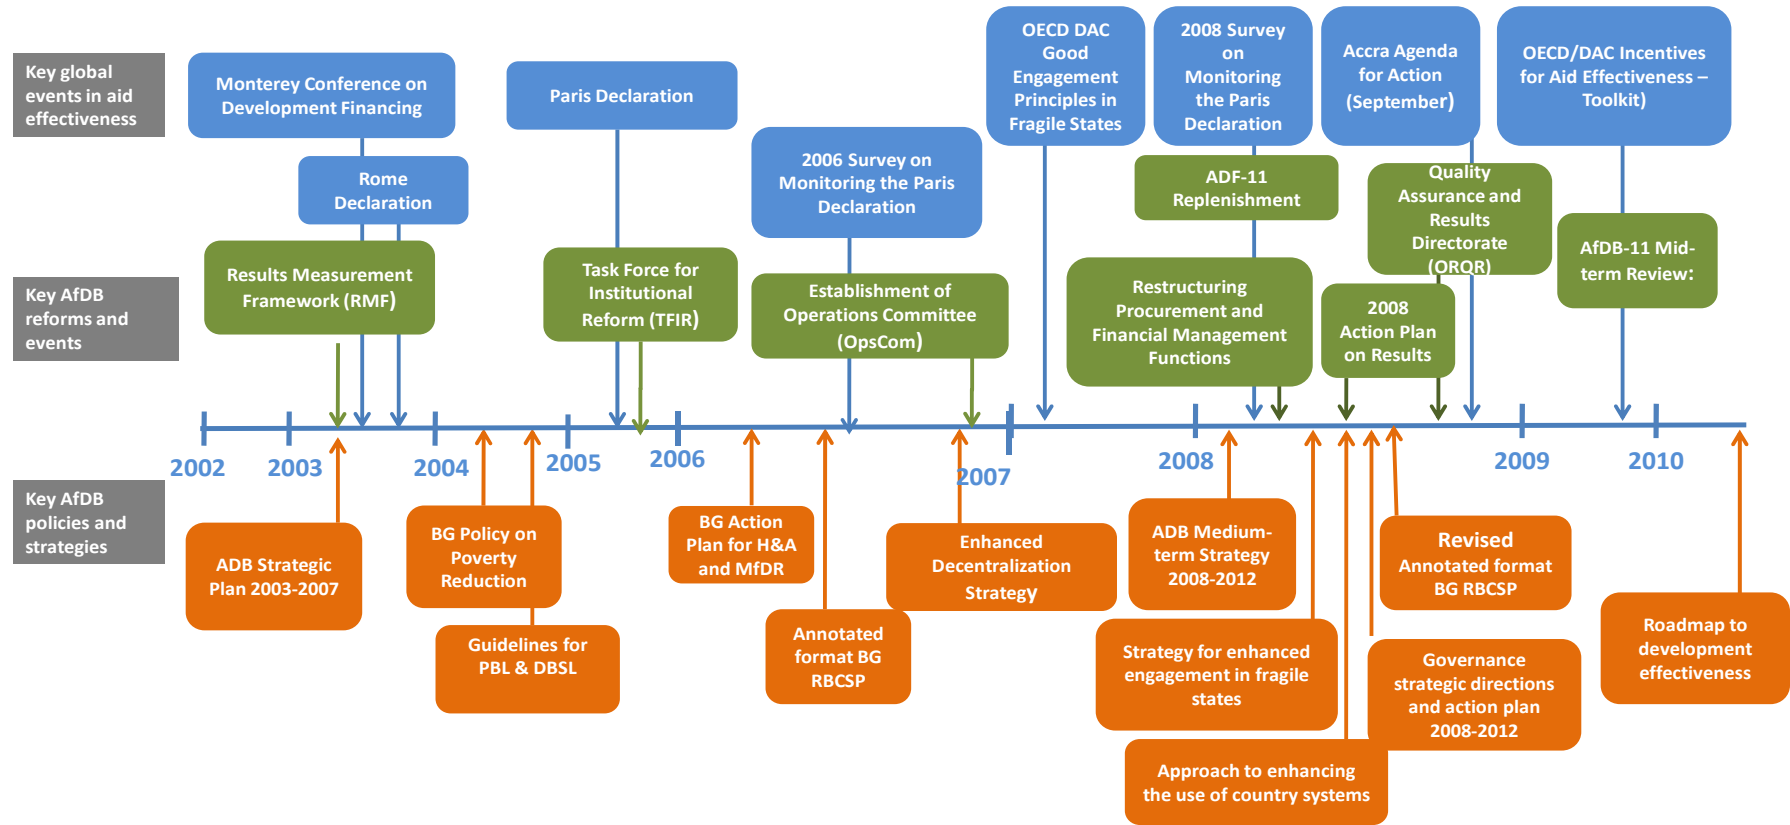 Key global
events in aid
effectiveness
Monterey Conference on
Development Financing
Rome
Declaration
Paris Declaration
2006 Survey on
Monitoring the Paris
Declaration
OECD DAC
Good
Engagement
Principles in
Fragile States
2008 Survey
on
Monitoring
the Paris
Declaration
Accra Agenda
for Action
(September)
OECD/DAC Incentives
for Aid Effectiveness –
Toolkit)
Key AfDB
reforms and
events
Results Measurement
Framework (RMF)
Task Force for
Institutional
Reform (TFIR)
Establishment of
Operations Committee
(OpsCom)
ADF-11
Replenishment
Restructuring
Procurement and
Financial Management
Functions
Quality
Assurance and
Results
Directorate
(ORQR)
2008
Action Plan
on Results
AfDB-11 Mid-
term Review:
2002
2003
2004
2005
2006
2007
2008
2009
2010
Key AfDB
policies and
strategies
ADB Strategic
Plan 2003-2007
BG Policy on
Poverty
Reduction
Guidelines for
PBL & DBSL
BG Action
Plan for H&A
and MfDR
Annotated
format BG
RBCSP
Enhanced
Decentralization
Strategy
ADB Medium-
term Strategy
2008-2012
Strategy for enhanced
engagement in fragile
states
Approach to enhancing
the use of country systems
Revised
Annotated format
BG RBCSP
Governance
strategic directions
and action plan
2008-2012
Roadmap to
development
effectiveness